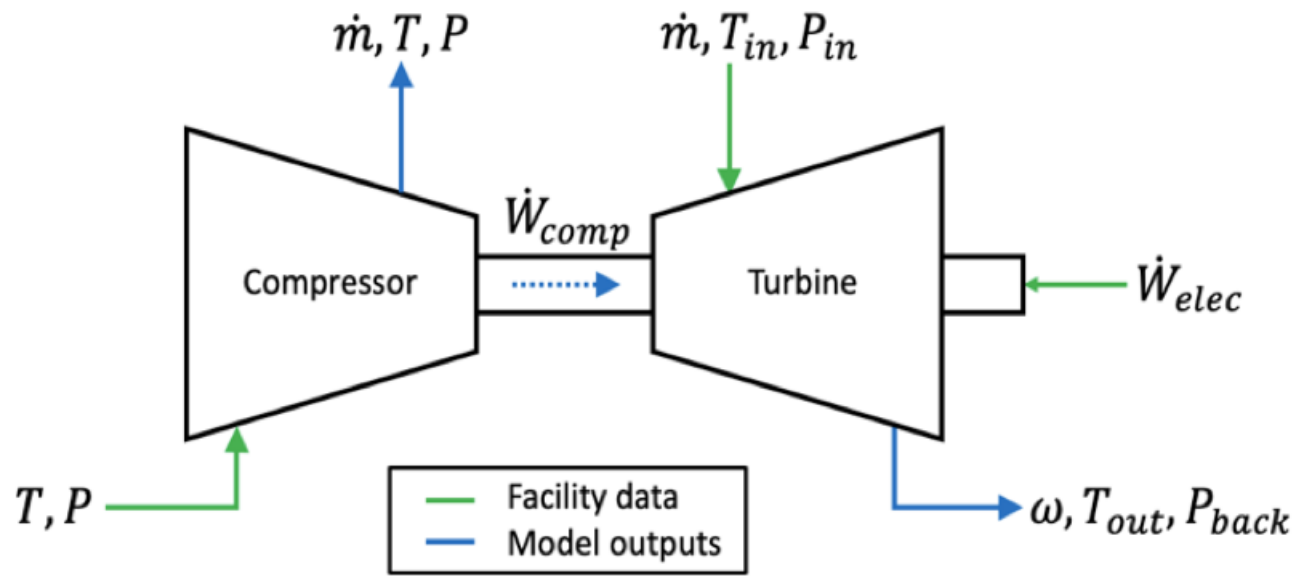 ṁ, T, P
ṁ, T_in, P_in
Ẇ_comp
Compressor
Turbine
Ẇ_elec
T, P
Facility data
Model outputs
ω, T_out, P_back